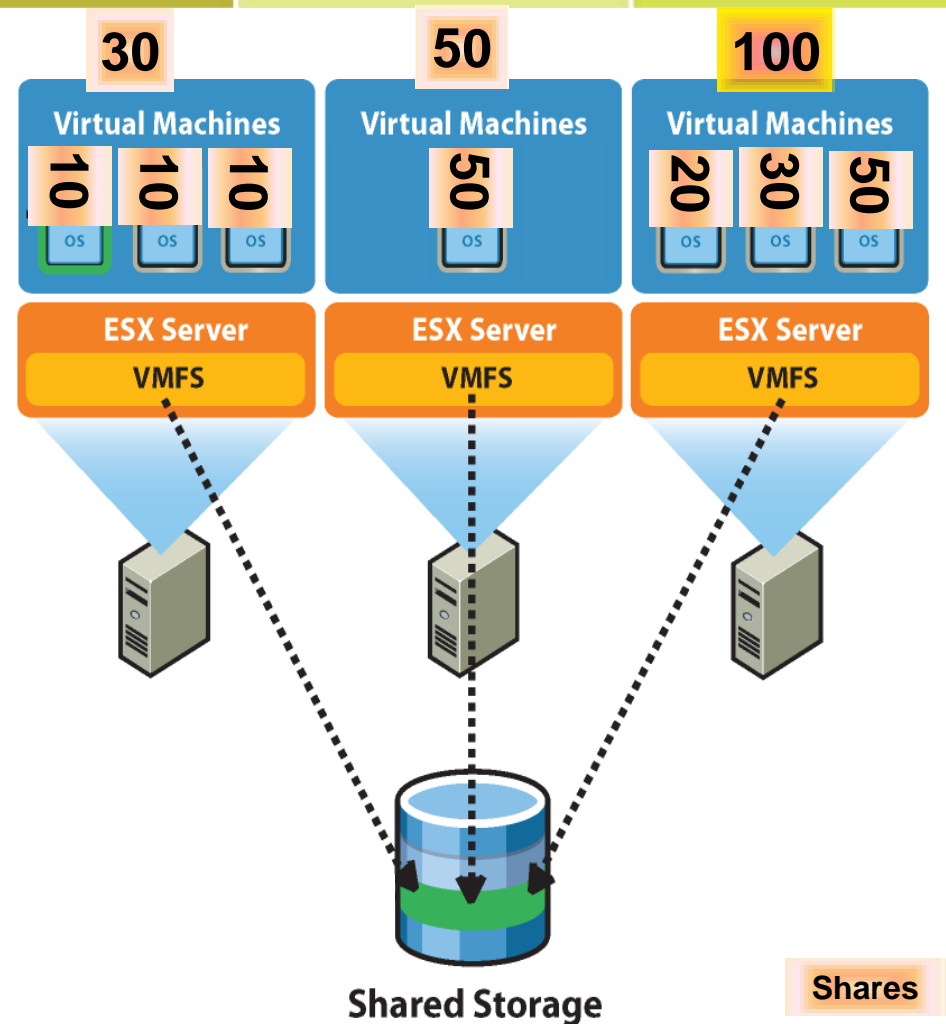 30
50
100
Virtual Machines
Virtual Machines
Virtual Machines
10
10
10
50
20
30
50
OS
OS
OS
OS
OS
OS
OS
ESX Server
ESX Server
ESX Server
VMFS
VMFS
VMFS
Shared Storage
Shares